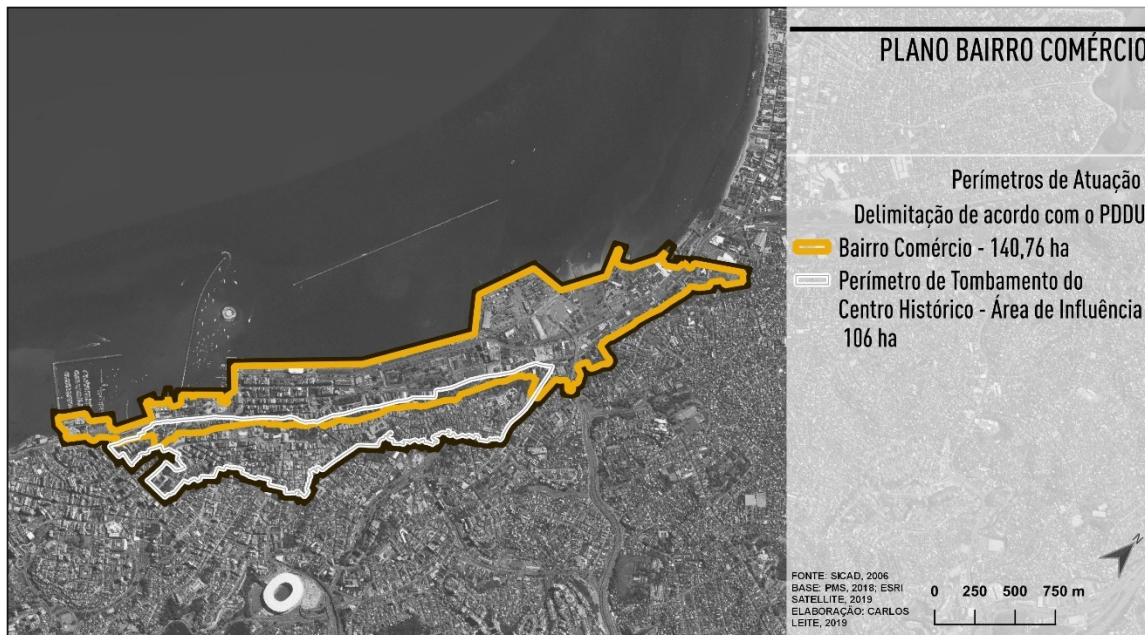 PLANO BAIRRO COMÉRCIO
Perímetros de Atuação
Delimitação de acordo com o PDDU
Bairro Comércio - 140,76 ha
Perímetro de Tombamento do
Centro Histórico - Área de Influência
106 ha
N
FONTE: SICAD, 2006
BASE: PMS, 2018; ESRI
SATELLITE, 2019
ELABORAÇÃO: CARLOS
LEITE, 2019
0 250 500 750 m